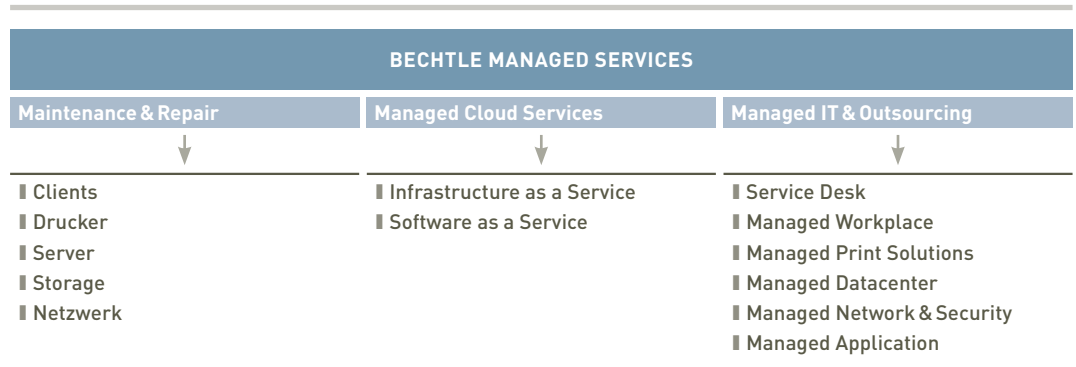 BECHTLE MANAGED SERVICES
Maintenance & Repair
Managed Cloud Services
Managed IT & Outsourcing
Clients
Drucker
Server
Storage
Netzwerk
Infrastructure as a Service
Software as a Service
Service Desk
Managed Workplace
Managed Print Solutions
Managed Datacenter
Managed Network & Security
Managed Application